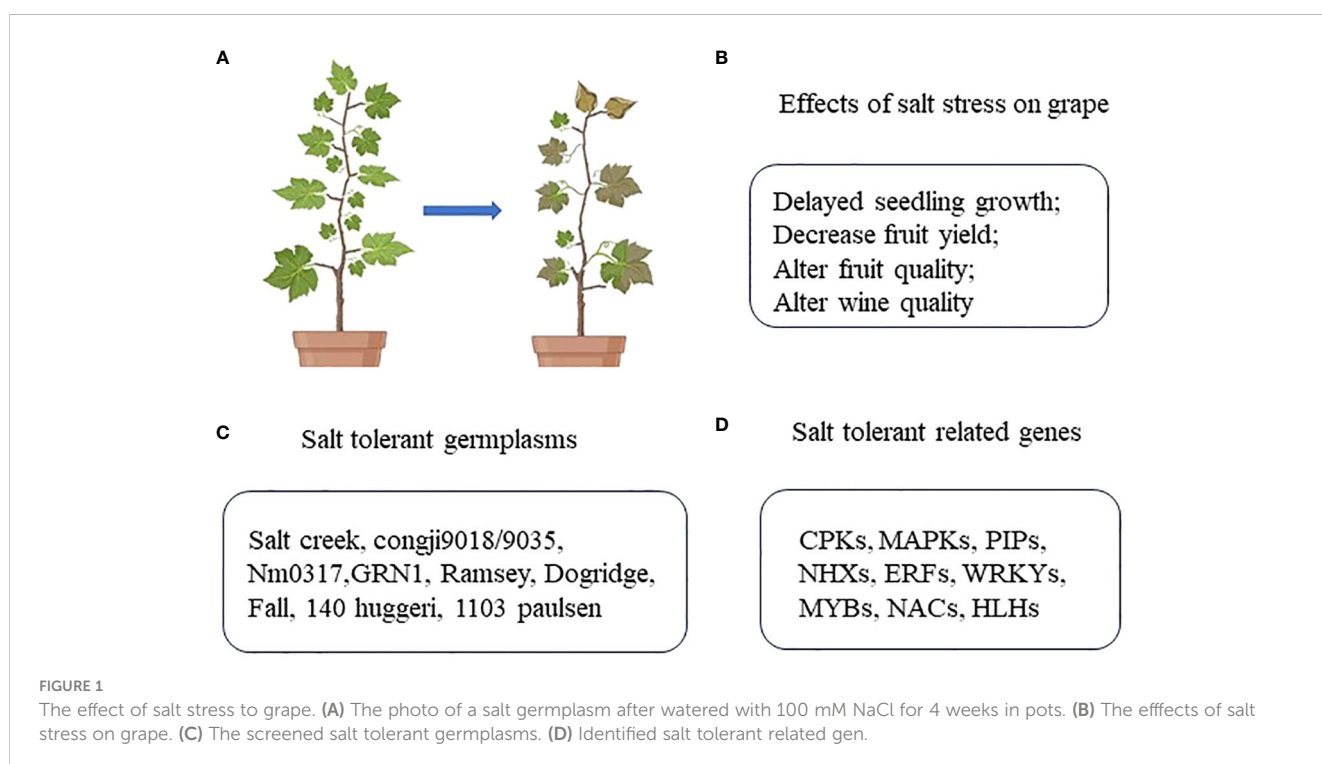 A
B
Effects of salt stress on grape
Delayed seedling growth;
Decrease fruit yield;
Alter fruit quality;
Alter wine quality
C
Salt tolerant germplasms
Salt creek, congji9018/9035,
Nm0317,GRN1, Ramsey, Dogridge,
Fall, 140 huggeri, 1103 paulsen
D
Salt tolerant related genes
CPKs, MAPKs, PIPs,
NHXs, ERFs, WRKYs,
MYBs, NACs, HLHs
FIGURE 1
The effect of salt stress to grape. (A) The photo of a salt germplasm after watered with 100 mM NaCl for 4 weeks in pots. (B) The efffects of salt
stress on grape. (C) The screened salt tolerant germplasms. (D) Identified salt tolerant related gen.